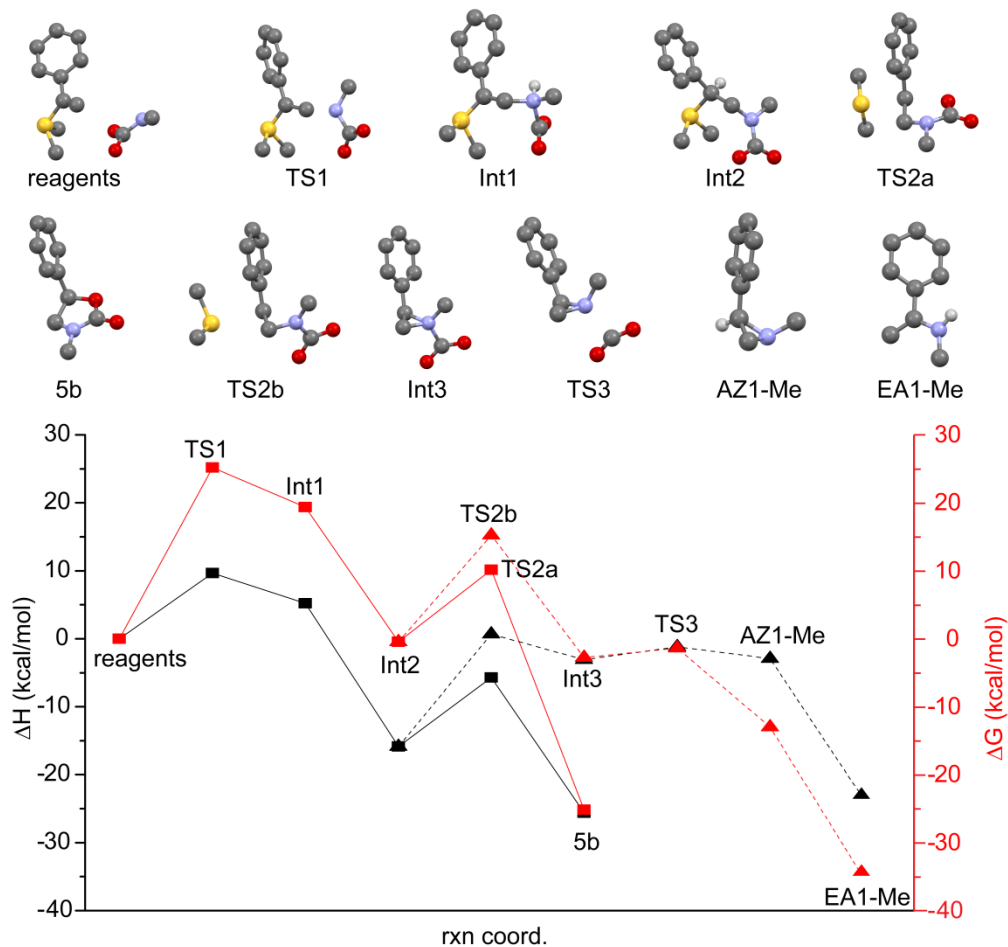 reagents TS1 Int1 Int2 TS2a
5b TS2b Int3 TS3 AZ1-Me EA1-Me
ΔH (kcal/mol)
30
20
10
0
-10
-20
-30
-40
TS1
Int1
TS2b
TS2a
TS3
AZ1-Me
reagents
Int2
Int3
5b
EA1-Me
30
20
10
0
-10
-20
-30
-40
ΔG (kcal/mol)
rxn coord.